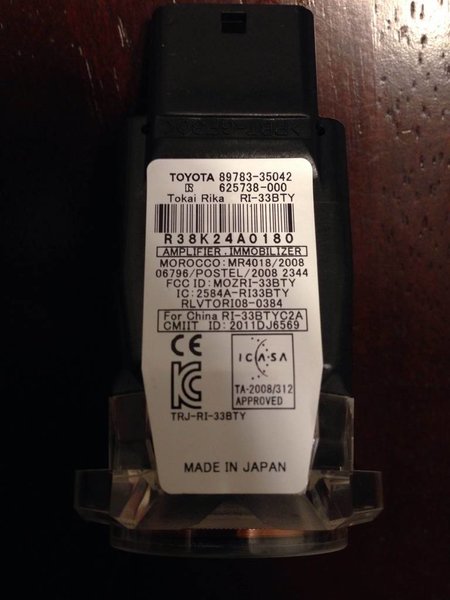 TOYOTA 89783-35042
625738-000
Tokai Rika RI-33BTY
R38K24A0180
AMPLIFIER, IMMOBILIZER
MOROCCO: MR4018/2008
06796/POSTEL/2008 2344
FCC ID: MOZRI-33BTY
IC: 2584A-RI33BTY
RLVTORI08-0384
For China RI-33BTYC2A
CMIIT ID: 2011DJ6569
CE
KC
TRJ-RI-33BTY
ICASA
TA-2008/312
APPROVED
MADE IN JAPAN